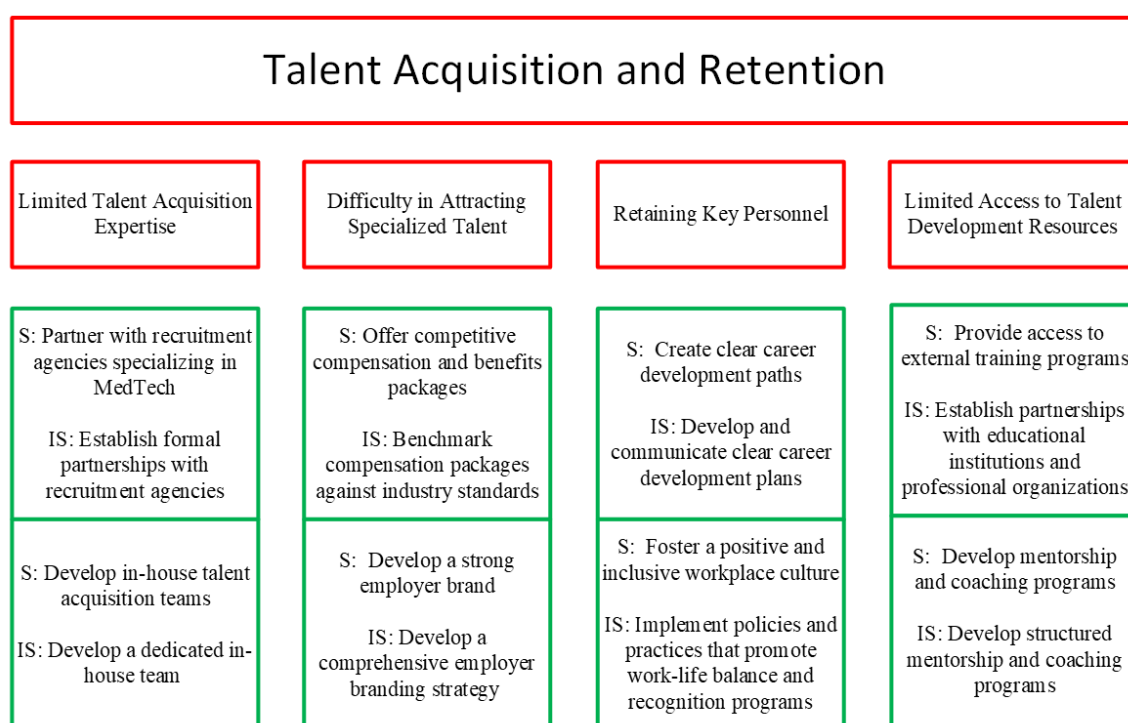 Talent Acquisition and Retention
Limited Talent Acquisition
Expertise
Difficulty in Attracting
Specialized Talent
Retaining Key Personnel
Limited Access to Talent
Development Resources
S: Partner with recruitment
agencies specializing in
MedTech
IS: Establish formal
partnerships with
recruitment agencies
S: Offer competitive
compensation and benefits
packages
IS: Benchmark
compensation packages
against industry standards
S: Create clear career
development paths
IS: Develop and
communicate clear career
development plans
S: Provide access to
external training programs
IS: Establish partnerships
with educational
institutions and
professional organizations
S: Develop in-house talent
acquisition teams
IS: Develop a dedicated in-
house team
S: Develop a strong
employer brand
IS: Develop a
comprehensive employer
branding strategy
S: Foster a positive and
inclusive workplace culture
IS: Implement policies and
practices that promote
work-life balance and
recognition programs
S: Develop mentorship
and coaching programs
IS: Develop structured
mentorship and coaching
programs